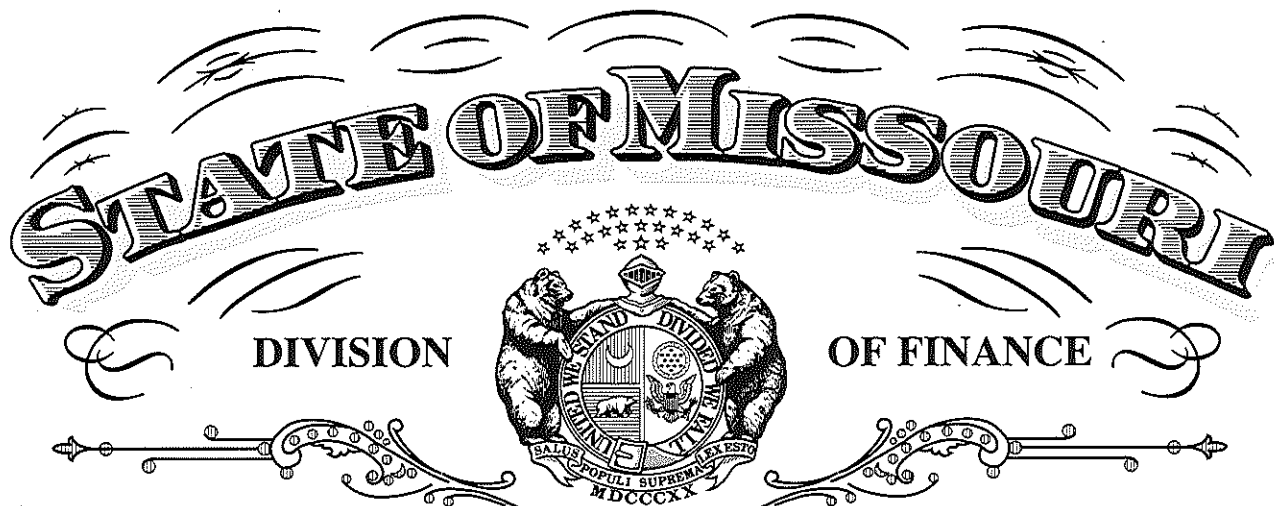 STATE OF MISSOURI
DIVISION OF FINANCE
UNITED WE STAND DIVIDED WE FALL
SALUS POPULI SUPREMA LEX ESTO
MDCCCXX